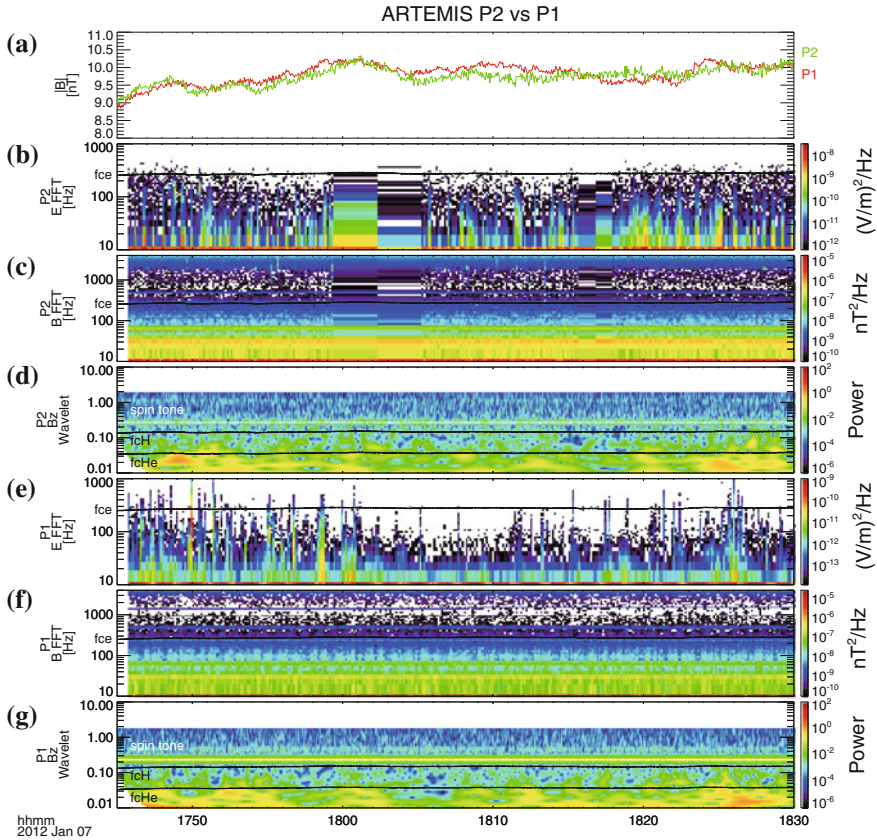 ARTEMIS P2 vs P1
(a)
|B|
[nT]
10.5
10.0
9.5
9.0
8.5
8.0
11.0
P2
P1
(b)
P2
E_FFT
[Hz]
1000
fce
100
10
10^-8
10^-9
10^-10
10^-11
10^-12
(V/m)^2/Hz
(c)
P2
B_FFT
[Hz]
1000
fce
100
10
10^-5
10^-6
10^-7
10^-8
10^-9
10^-10
nT^2/Hz
(d)
P2
Bz
Wavelet
10.00
1.00
0.10
0.01
spin tone
fcH
fcHe
10^2
10^0
10^-2
10^-4
10^-6
Power
(e)
P1
E_FFT
[Hz]
1000
fce
100
10
10^-9
10^-10
10^-11
10^-12
10^-13
(V/m)^2/Hz
(f)
P1
B_FFT
[Hz]
1000
fce
100
10
10^-5
10^-6
10^-7
10^-8
10^-9
10^-10
nT^2/Hz
(g)
P1
Bz
Wavelet
10.00
1.00
0.10
0.01
spin tone
fcH
fcHe
10^2
10^0
10^-2
10^-4
10^-6
Power
hhmm
2012 Jan 07
1750
1800
1810
1820
1830